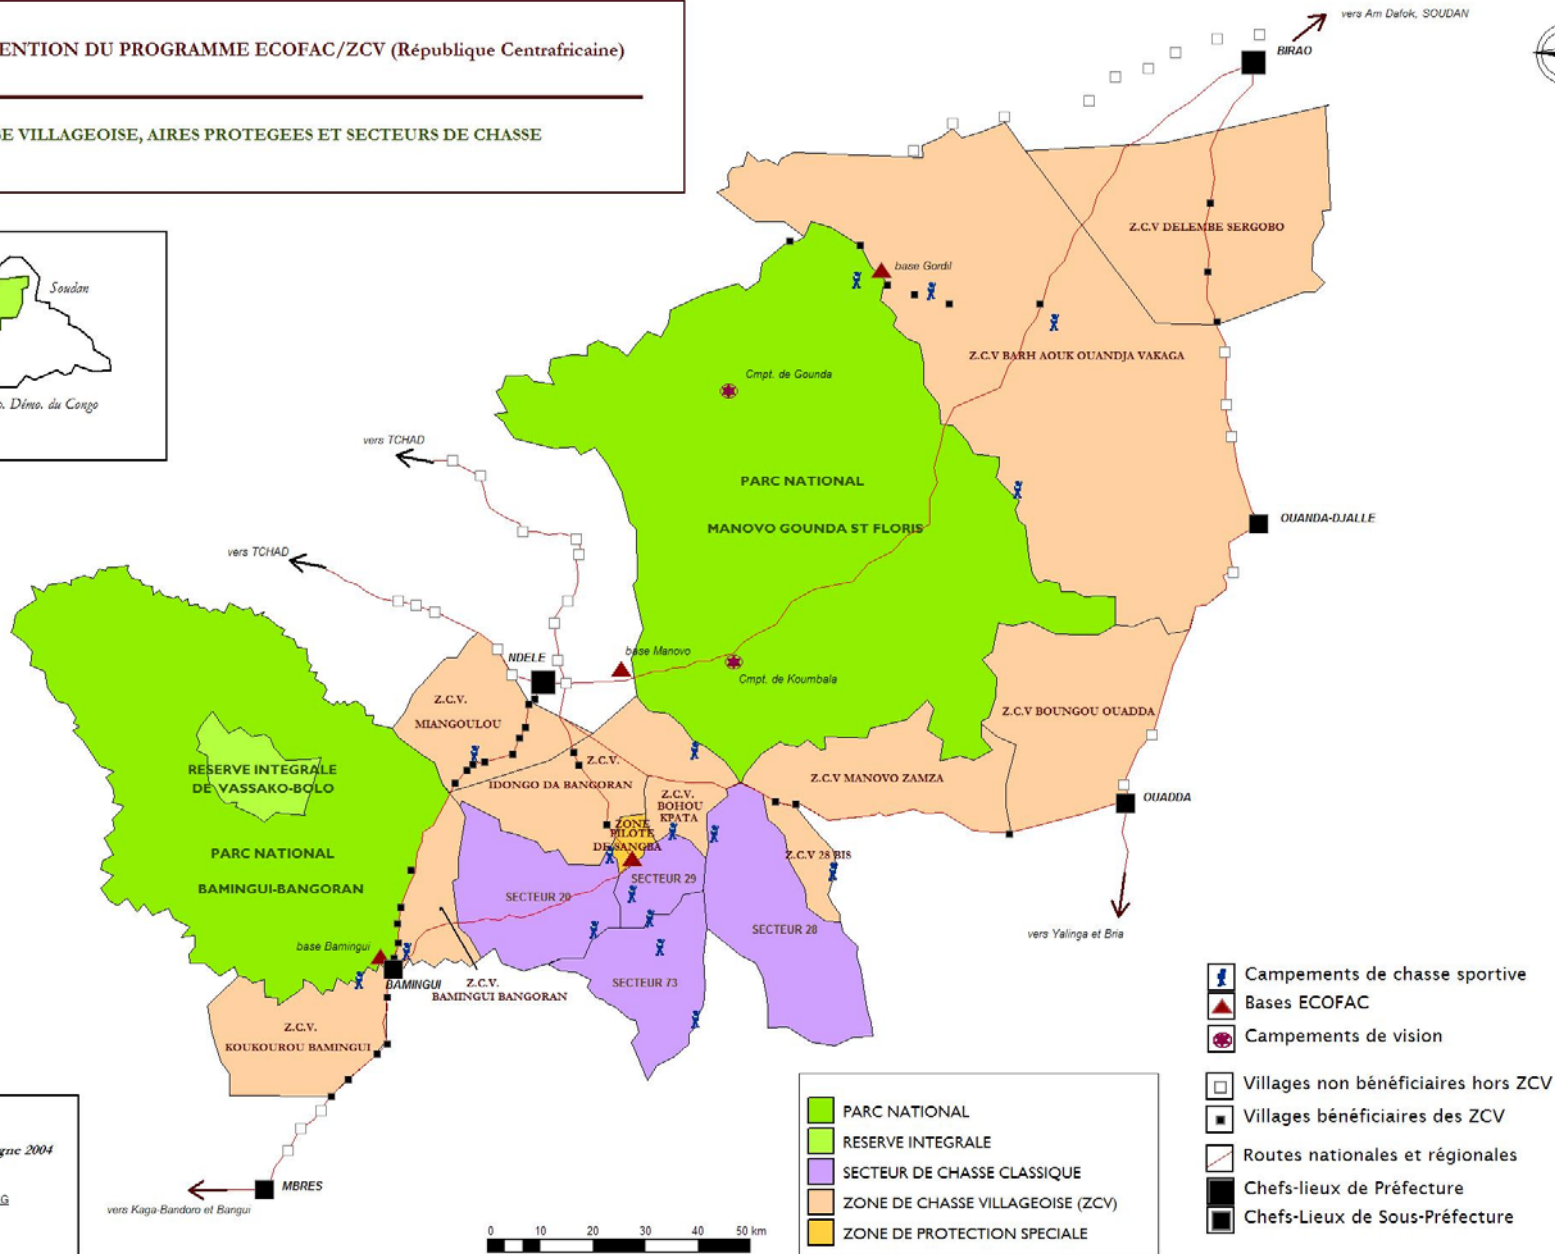 ENTION DU PROGRAMME ECOFAC/ZCV (République Centrafricaine)
E VILLAGEOISE, AIRES PROTEGEES ET SECTEURS DE CHASSE
vers Am Dafok, SOUDAN
BIRAO
Soudan
Démo. du Congo
Z.C.V DELEMBE SERGOBO
base Gordil
Z.C.V BARH AOUK OUANDJA VAKAGA
Cmpt. de Gounda
vers TCHAD
PARC NATIONAL
MANOVO GOUNDA ST FLORIS
OUANDA-DJALLE
vers TCHAD
NDELE
base Manovo
Cmpt. de Koumbala
Z.C.V.
MIANGOULOU
Z.C.V BOUNGOU OUADDA
RESERVE INTEGRALE
DE VASSAKO-BOLO
Z.C.V.
IDONGO DA BANGORAN
Z.C.V MANOVO ZAMZA
Z.C.V.
BOHOU
KPATA
OUADDA
ZONE
PILOTE
DE SANGBA
PARC NATIONAL
BAMINGUI-BANGORAN
Z.C.V 28 BIS
SECTEUR 20
SECTEUR 29
SECTEUR 28
vers Yalinga et Bria
base Bamingui
BAMINGUI
Z.C.V.
BAMINGUI BANGORAN
SECTEUR 73
Z.C.V.
KOUKOUROU BAMINGUI
MBRES
vers Kaga-Bandoro et Bangui
gne 2004
G
0 10 20 30 40 50 km
PARC NATIONAL
RESERVE INTEGRALE
SECTEUR DE CHASSE CLASSIQUE
ZONE DE CHASSE VILLAGEOISE (ZCV)
ZONE DE PROTECTION SPECIALE
Campements de chasse sportive
Bases ECOFAC
Campements de vision
Villages non bénéficiaires hors ZCV
Villages bénéficiaires des ZCV
Routes nationales et régionales
Chefs-lieux de Préfecture
Chefs-Lieux de Sous-Préfecture